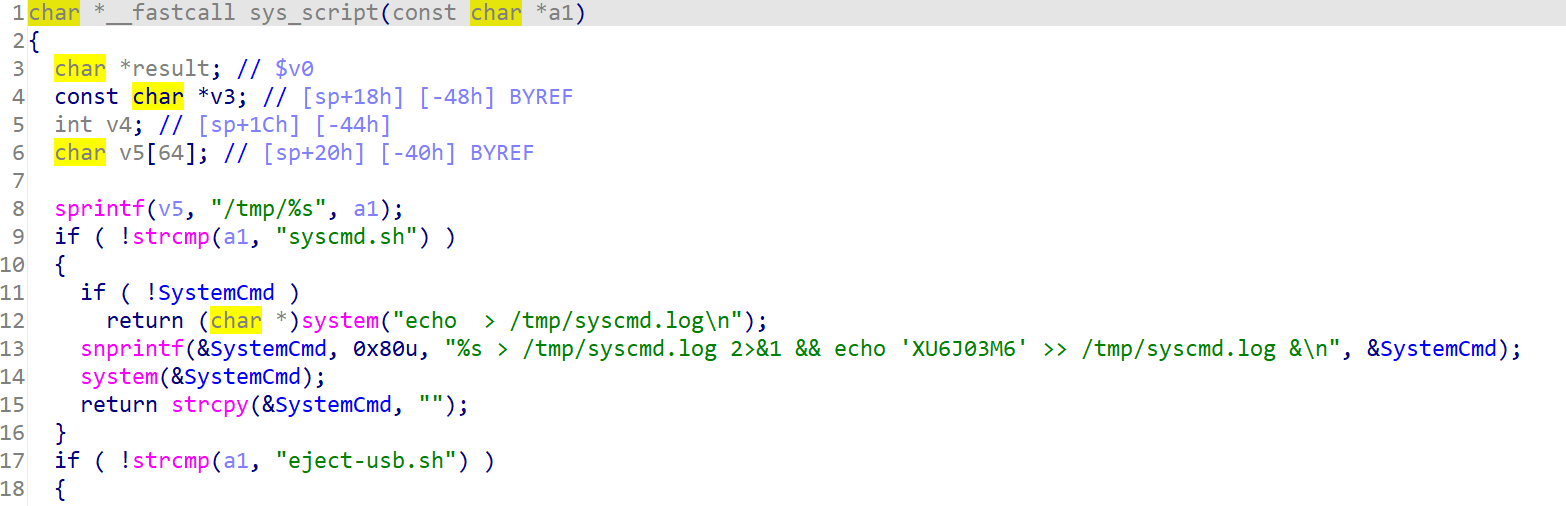 1 char *__fastcall sys_script(const char *a1)
2 {
3   char *result; // $v0
4   const char *v3; // [sp+18h] [-48h] BYREF
5   int v4; // [sp+1Ch] [-44h]
6   char v5[64]; // [sp+20h] [-40h] BYREF
7
8   sprintf(v5, "/tmp/%s", a1);
9   if ( !strcmp(a1, "syscmd.sh") )
10   {
11     if ( !SystemCmd )
12       return (char *)system("echo  > /tmp/syscmd.log\n");
13     snprintf(&SystemCmd, 0x80u, "%s > /tmp/syscmd.log 2>&1 && echo 'XU6J03M6' >> /tmp/syscmd.log &\n", &SystemCmd);
14     system(&SystemCmd);
15     return strcpy(&SystemCmd, "");
16   }
17   if ( !strcmp(a1, "eject-usb.sh") )
18   {